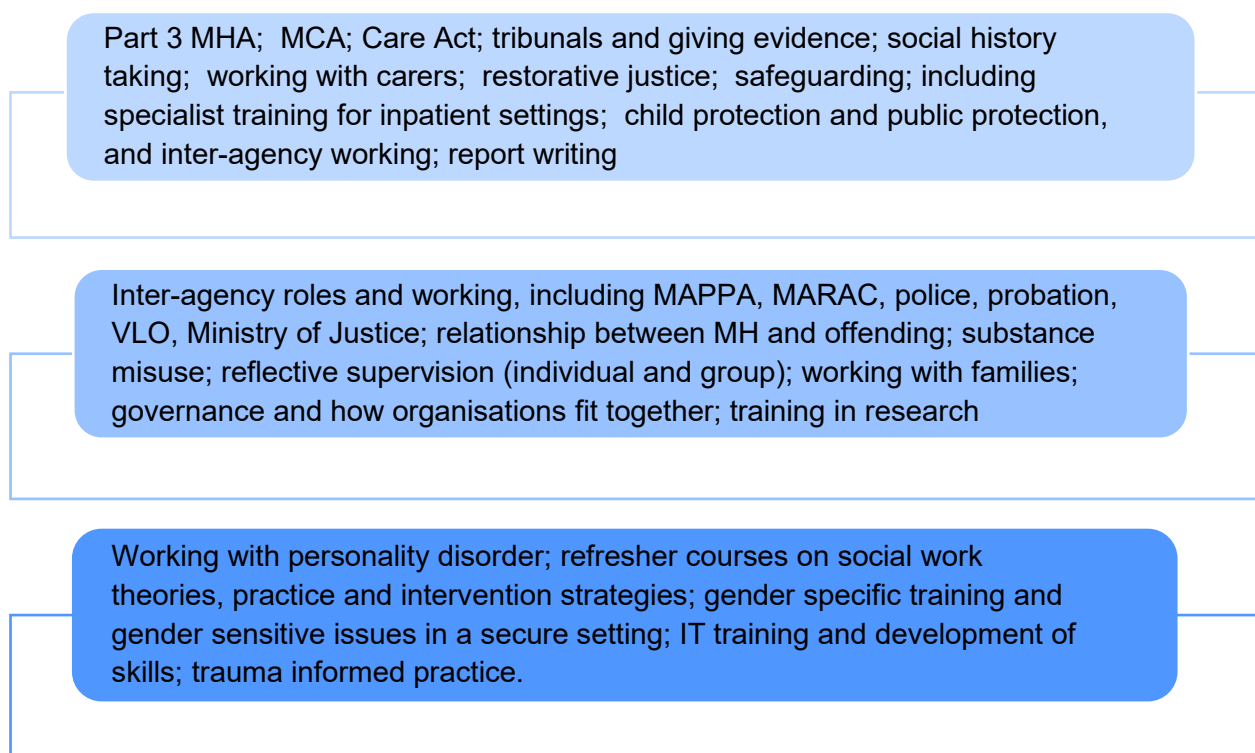 Part 3 MHA;  MCA; Care Act; tribunals and giving evidence; social history
taking;  working with carers;  restorative justice;  safeguarding; including
specialist training for inpatient settings;  child protection and public protection,
and inter-agency working; report writing
Inter-agency roles and working, including MAPPA, MARAC, police, probation,
VLO, Ministry of Justice; relationship between MH and offending; substance
misuse; reflective supervision (individual and group); working with families;
governance and how organisations fit together; training in research
Working with personality disorder; refresher courses on social work
theories, practice and intervention strategies; gender specific training and
gender sensitive issues in a secure setting; IT training and development of
skills; trauma informed practice.